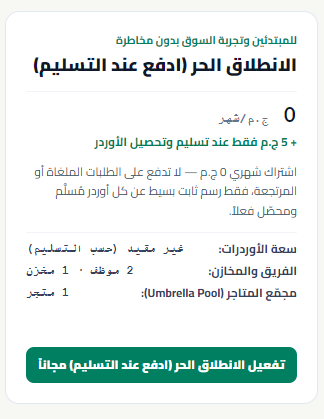 للمبتدئين وتجربة السوق بدون مخاطرة
الانطلاق الحر (ادفع عند التسليم)
0 ج.م/شهر
+ 5 ج.م فقط عند تسليم وتحصيل الأوردر
اشتراك شهري 0 ج.م — لا تدفع على الطلبات الملغاة أو
المرتجعة، فقط رسم ثابت بسيط عن كل أوردر مُسلَّم
ومحصّل فعلاً.
سعة الأوردرات: غير مقيد (حسب التسليم)
الفريق والمخازن: 2 موظف · 1 مخزن
مجمّع المتاجر (Umbrella Pool): 1 متجر
تفعيل الانطلاق الحر (ادفع عند التسليم) مجاناً